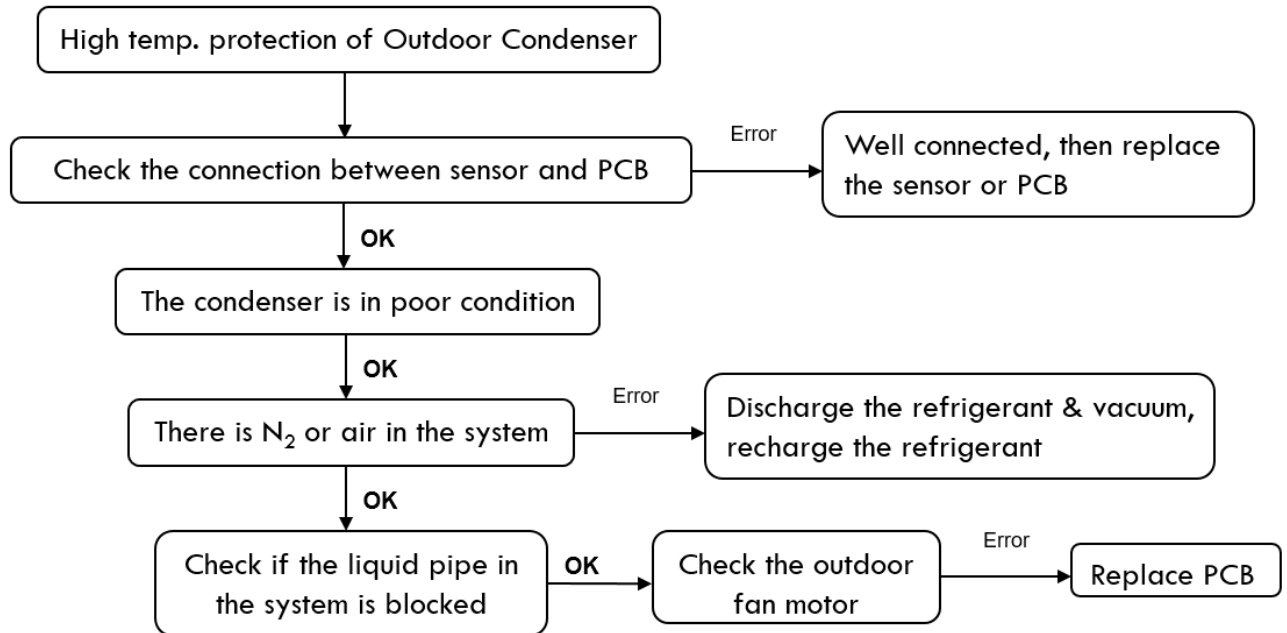 High temp. protection of Outdoor Condenser
Check the connection between sensor and PCB
Error
Well connected, then replace
the sensor or PCB
OK
The condenser is in poor condition
OK
There is N₂ or air in the system
Error
Discharge the refrigerant & vacuum,
recharge the refrigerant
OK
Check if the liquid pipe in
the system is blocked
OK
Check the outdoor
fan motor
Error
Replace PCB